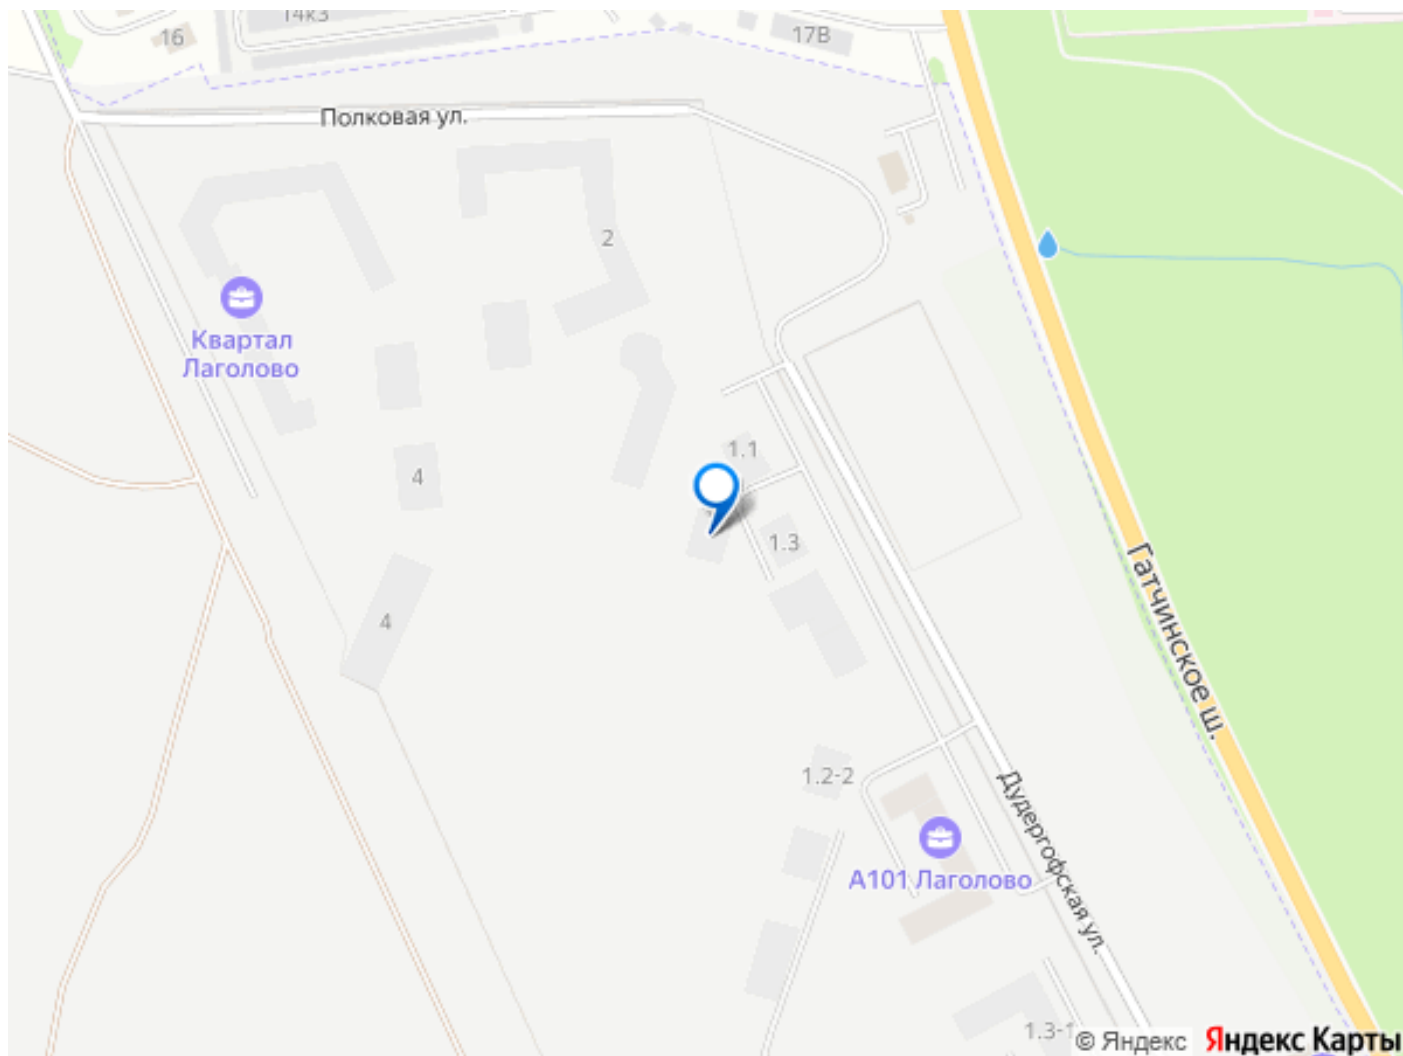 14к3
16
17В
Полковая ул.
2
Квартал
Лаголово
1.1
4
1.3
Гатчинское ш.
4
1.2-2
Дудергофская ул.
А101 Лаголово
1.3-1
© Яндекс
Яндекс Карты